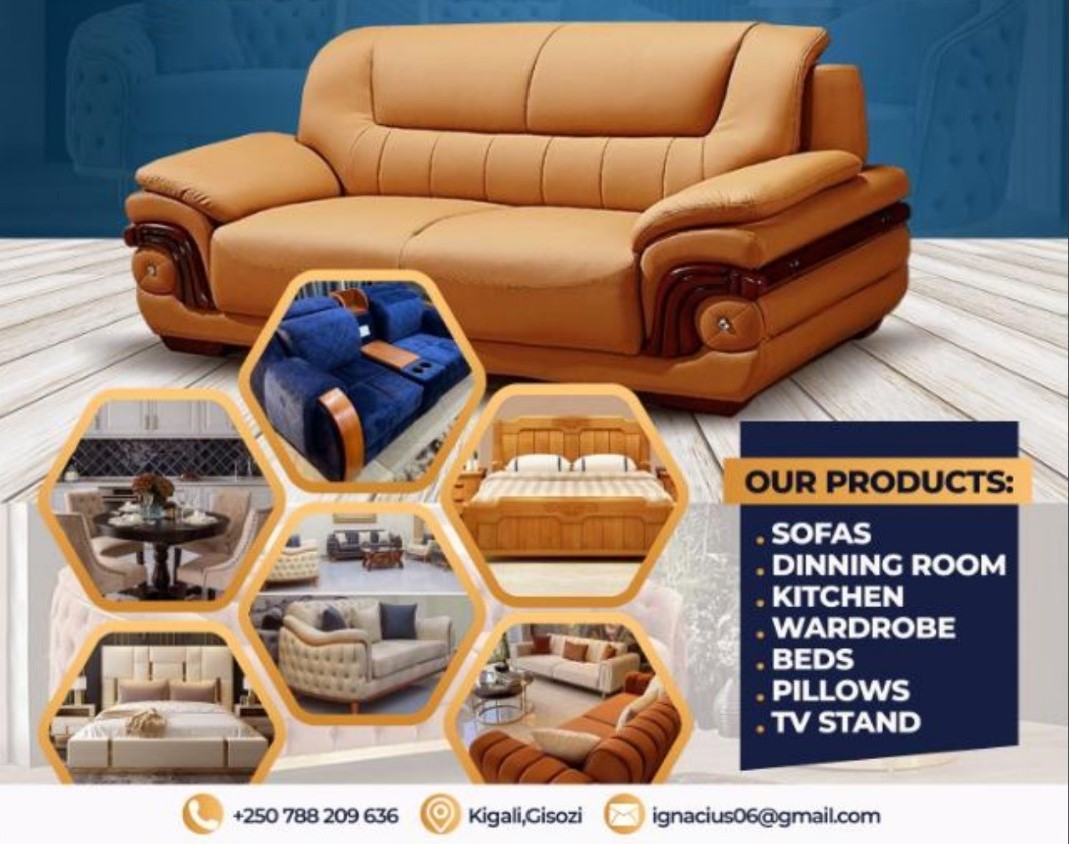 OUR PRODUCTS:
. SOFAS
. DINNING ROOM
. KITCHEN
. WARDROBE
. BEDS
. PILLOWS
. TV STAND
+250 788 209 636 Kigali,Gisozi ignacius06@gmail.com